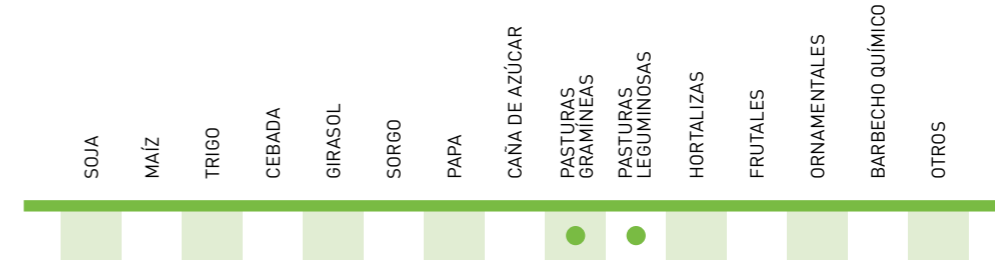 SOJA
MAÍZ
TRIGO
CEBADA
GIRASOL
SORGO
PAPA
CAÑA DE AZÚCAR
PASTURAS
GRAMÍNEAS
PASTURAS
LEGUMINOSAS
HORTALIZAS
FRUTALES
ORNAMENTALES
BARBECHO QUÍMICO
OTROS